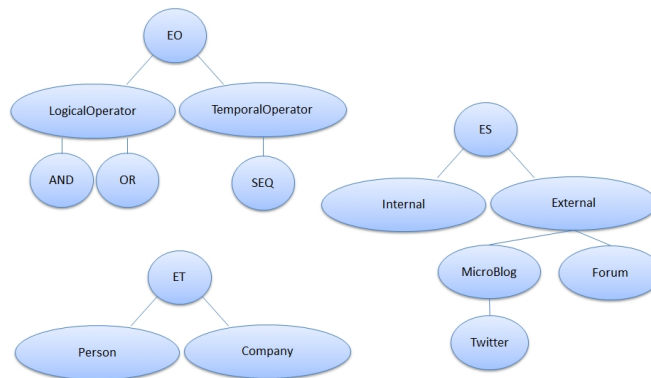 EO
LogicalOperator TemporalOperator
AND OR SEQ
ES
Internal External
MicroBlog Forum
Twitter
ET
Person Company